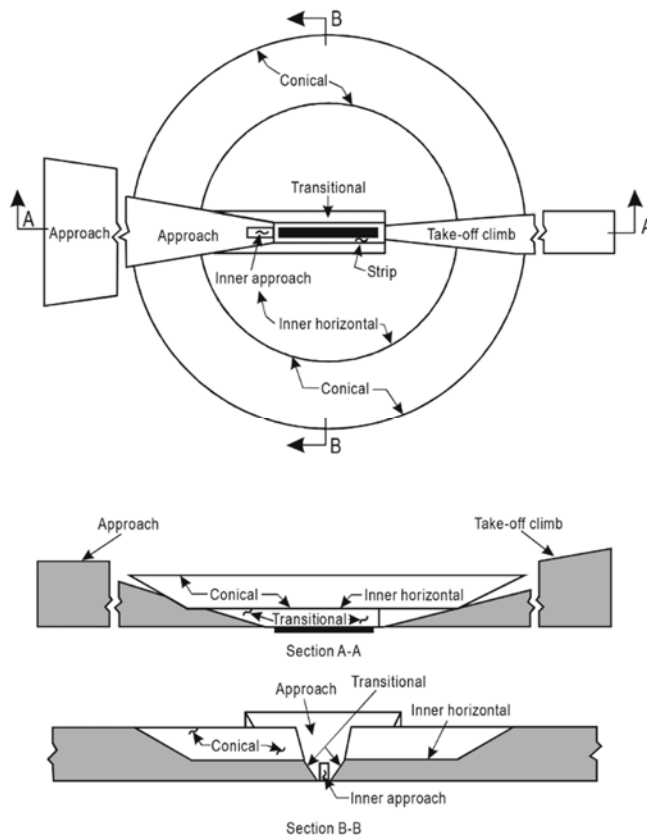 B
Conical
Transitional
A
Approach
Approach
Take-off climb
A
Inner approach
Strip
Inner horizontal
Conical
B
Approach
Take-off climb
Conical
Inner horizontal
Transitional
Section A-A
Transitional
Approach
Inner horizontal
Conical
Inner approach
Section B-B